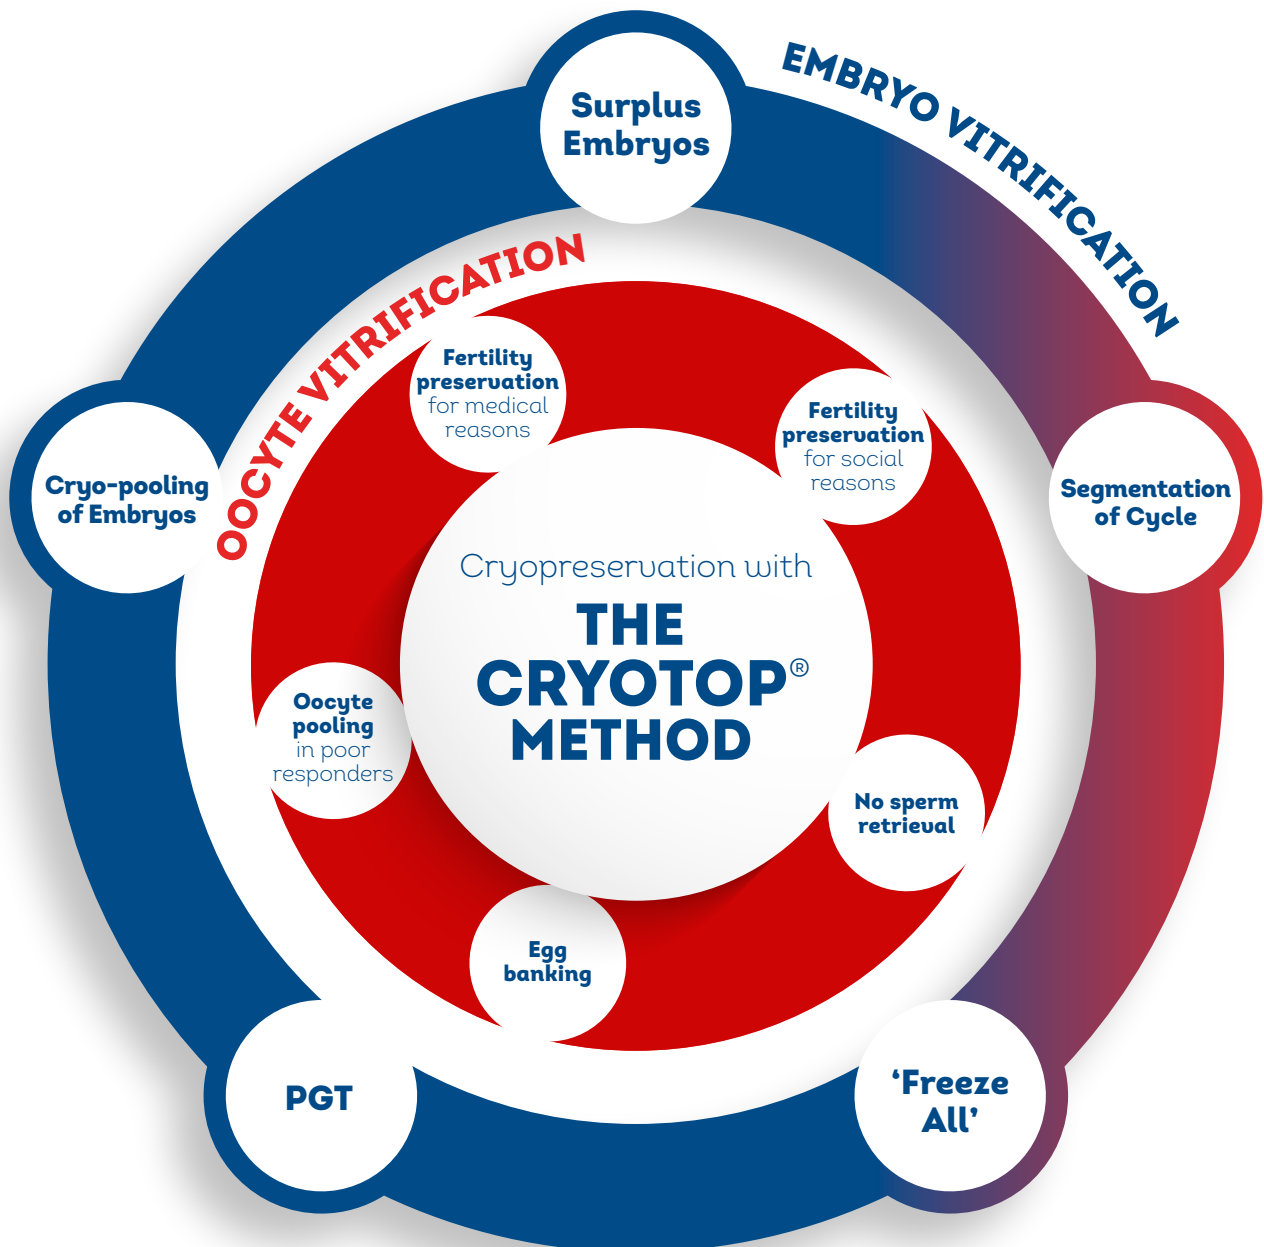 EMBRYO VITRIFICATION
Surplus
Embryos
OOCYTE VITRIFICATION
Fertility
preservation
for medical
reasons
Fertility
preservation
for social
reasons
Cryo-pooling
of Embryos
Segmentation
of Cycle
Cryopreservation with
THE
CRYOTOP®
METHOD
Oocyte
pooling
in poor
responders
No sperm
retrieval
Egg
banking
PGT
‘Freeze
All’